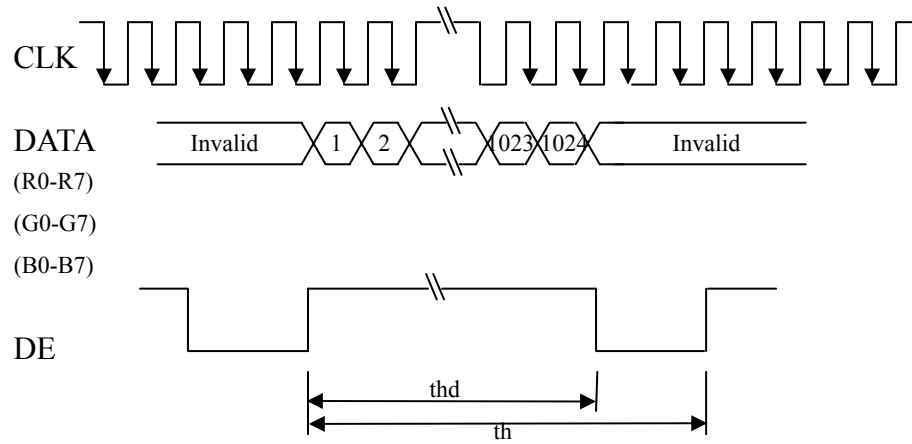 CLK
DATA
Invalid 1 2 1023 1024 Invalid
(R0-R7)
(G0-G7)
(B0-B7)
DE
thd
th